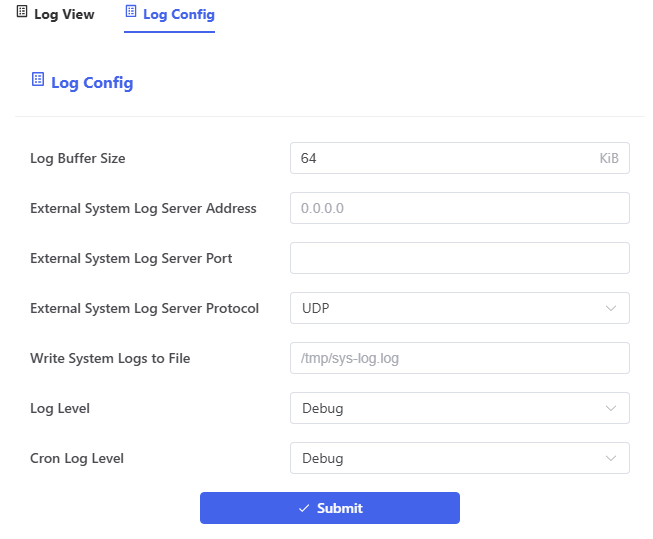 Log View Log Config
Log Config
Log Buffer Size 64 KiB
External System Log Server Address 0.0.0.0
External System Log Server Port
External System Log Server Protocol UDP
Write System Logs to File /tmp/sys-log.log
Log Level Debug
Cron Log Level Debug
Submit